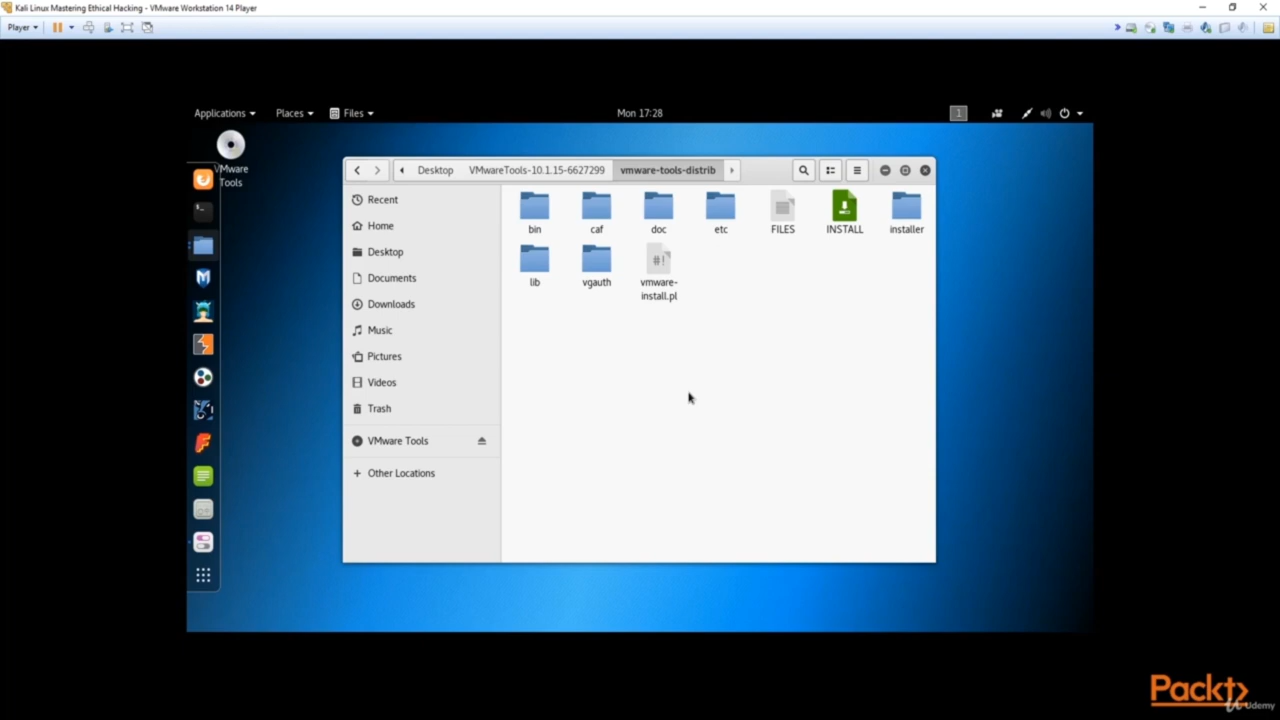 Kali Linux Mastering Ethical Hacking - VMware Workstation 14 Player
Player
Applications Places Files Mon 17:28 1
VMware
Tools
Desktop VMwareTools-10.1.15-6627299 vmware-tools-distrib
Recent
Home
Desktop
Documents
Downloads
Music
Pictures
Videos
Trash
VMware Tools
Other Locations
bin caf doc etc FILES INSTALL installer
lib vgauth vmware-
install.pl
Packt
Udemy